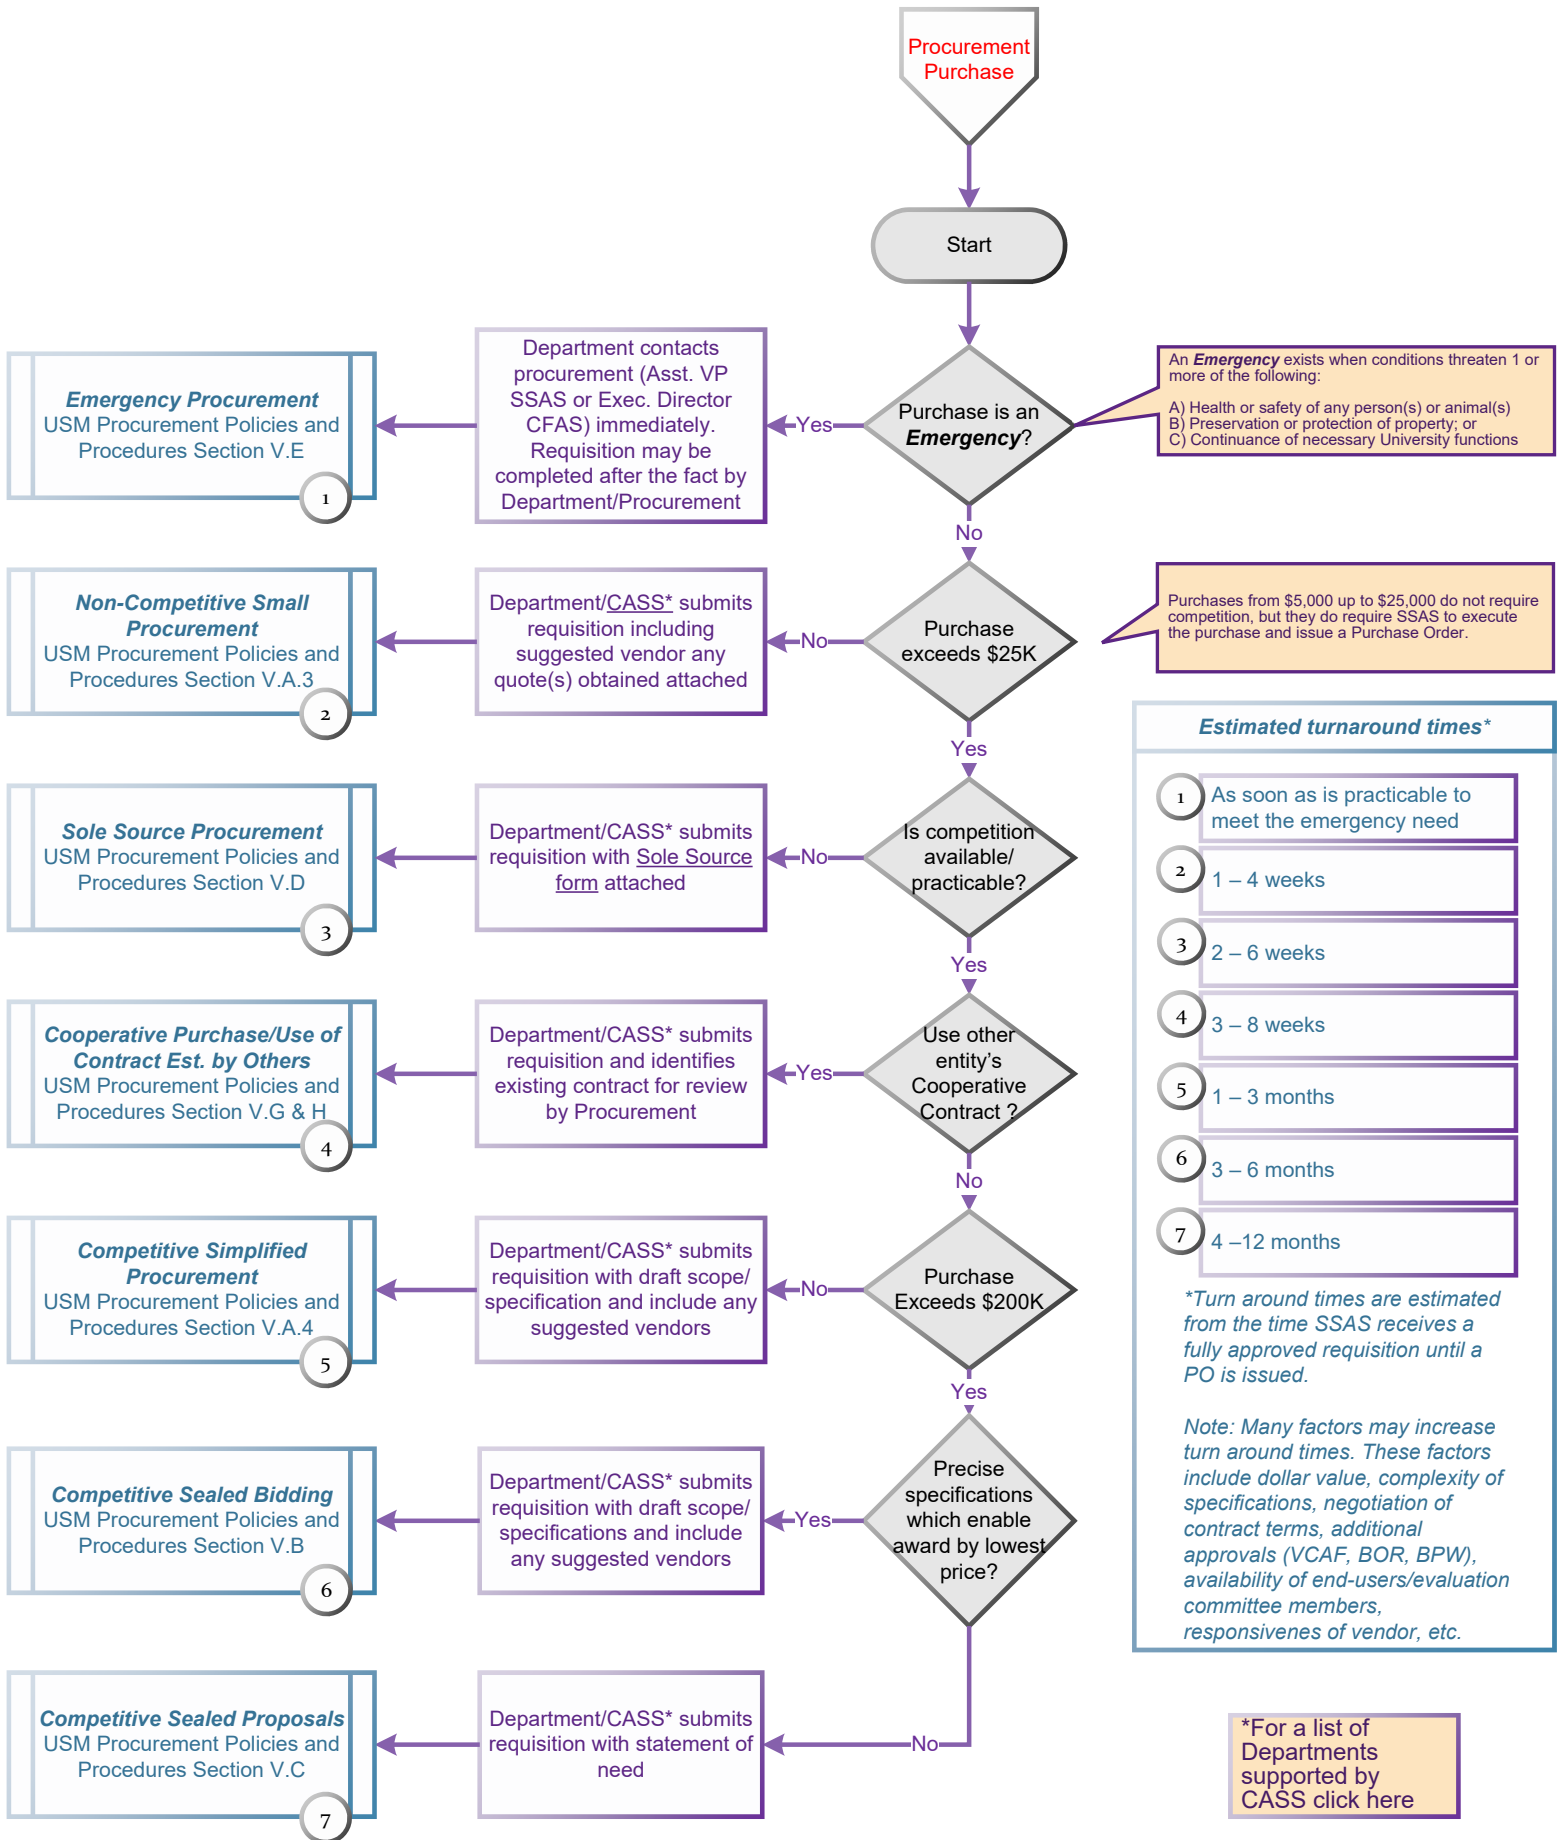 Procurement
Purchase
Start
Purchase is an
Emergency?
Yes
Department contacts
procurement (Asst. VP
SSAS or Exec. Director
CFAS) immediately.
Requisition may be
completed after the fact by
Department/Procurement
Emergency Procurement
USM Procurement Policies and
Procedures Section V.E
1
An Emergency exists when conditions threaten 1 or
more of the following:
A) Health or safety of any person(s) or animal(s)
B) Preservation or protection of property; or
C) Continuance of necessary University functions
No
Purchase
exceeds $25K
No
Department/CASS* submits
requisition including
suggested vendor any
quote(s) obtained attached
Non-Competitive Small
Procurement
USM Procurement Policies and
Procedures Section V.A.3
2
Purchases from $5,000 up to $25,000 do not require
competition, but they do require SSAS to execute
the purchase and issue a Purchase Order.
Yes
Is competition
available/
practicable?
No
Department/CASS* submits
requisition with Sole Source
form attached
Sole Source Procurement
USM Procurement Policies and
Procedures Section V.D
3
Yes
Use other
entity's
Cooperative
Contract ?
Yes
Department/CASS* submits
requisition and identifies
existing contract for review
by Procurement
Cooperative Purchase/Use of
Contract Est. by Others
USM Procurement Policies and
Procedures Section V.G & H
4
No
Purchase
Exceeds $200K
No
Department/CASS* submits
requisition with draft scope/
specification and include any
suggested vendors
Competitive Simplified
Procurement
USM Procurement Policies and
Procedures Section V.A.4
5
Yes
Precise
specifications
which enable
award by lowest
price?
Yes
Department/CASS* submits
requisition with draft scope/
specifications and include
any suggested vendors
Competitive Sealed Bidding
USM Procurement Policies and
Procedures Section V.B
6
No
Department/CASS* submits
requisition with statement of
need
Competitive Sealed Proposals
USM Procurement Policies and
Procedures Section V.C
7
Estimated turnaround times*
1
As soon as is practicable to
meet the emergency need
2
1 – 4 weeks
3
2 – 6 weeks
4
3 – 8 weeks
5
1 – 3 months
6
3 – 6 months
7
4 –12 months
*Turn around times are estimated
from the time SSAS receives a
fully approved requisition until a
PO is issued.
Note: Many factors may increase
turn around times. These factors
include dollar value, complexity of
specifications, negotiation of
contract terms, additional
approvals (VCAF, BOR, BPW),
availability of end-users/evaluation
committee members,
responsivenes of vendor, etc.
*For a list of
Departments
supported by
CASS click here